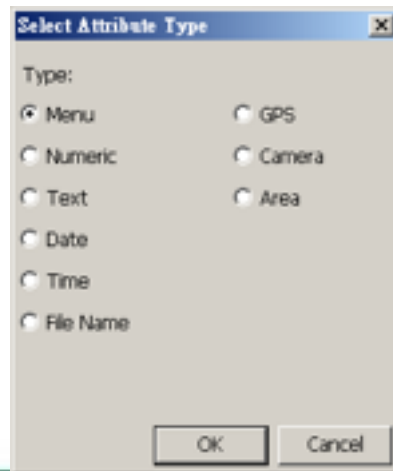 Select Attribute Type
Type:
Menu
GPS
Numeric
Camera
Text
Area
Date
Time
File Name
OK
Cancel